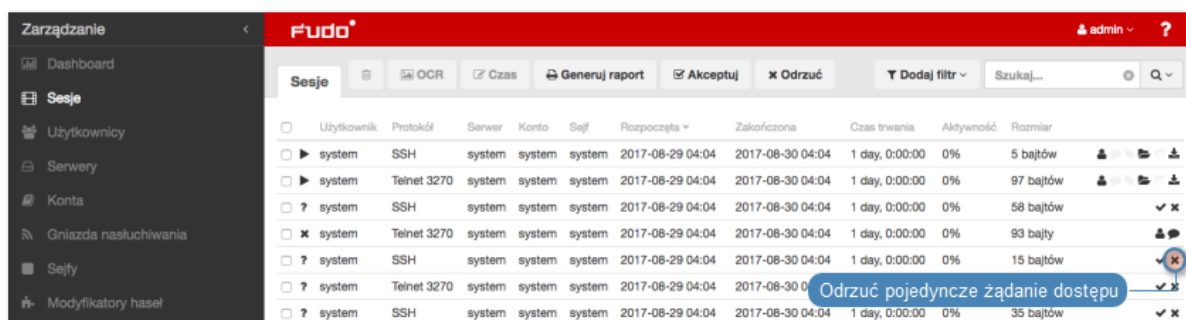 Zarządzanie
Fudo
admin
?
Dashboard
Sesje
Użytkownicy
Serwery
Konta
Gniazda nasłuchiwania
Sejfy
Modyfikatory haseł
Sesje OCR Czas Generuj raport Akceptuj Odrzuć Dodaj filtr Szukaj...
Użytkownik Protokół Serwer Konto Sejf Rozpoczęta Zakończona Czas trwania Aktywność Rozmiar
system SSH system system system 2017-08-29 04:04 2017-08-30 04:04 1 day, 0:00:00 0% 5 bajtów
system Telnet 3270 system system system 2017-08-29 04:04 2017-08-30 04:04 1 day, 0:00:00 0% 97 bajtów
? system SSH system system system 2017-08-29 04:04 2017-08-30 04:04 1 day, 0:00:00 0% 58 bajtów
system Telnet 3270 system system system 2017-08-29 04:04 2017-08-30 04:04 1 day, 0:00:00 0% 93 bajty
? system SSH system system system 2017-08-29 04:04 2017-08-30 04:04 1 day, 0:00:00 0% 15 bajtów
? system Telnet 3270 system system system 2017-08-29 04:04 2017-08-30 0
Odrzuć pojedyncze żądanie dostępu
? system SSH system system system 2017-08-29 04:04 2017-08-30 04:04 1 day, 0:00:00 0% 35 bajtów